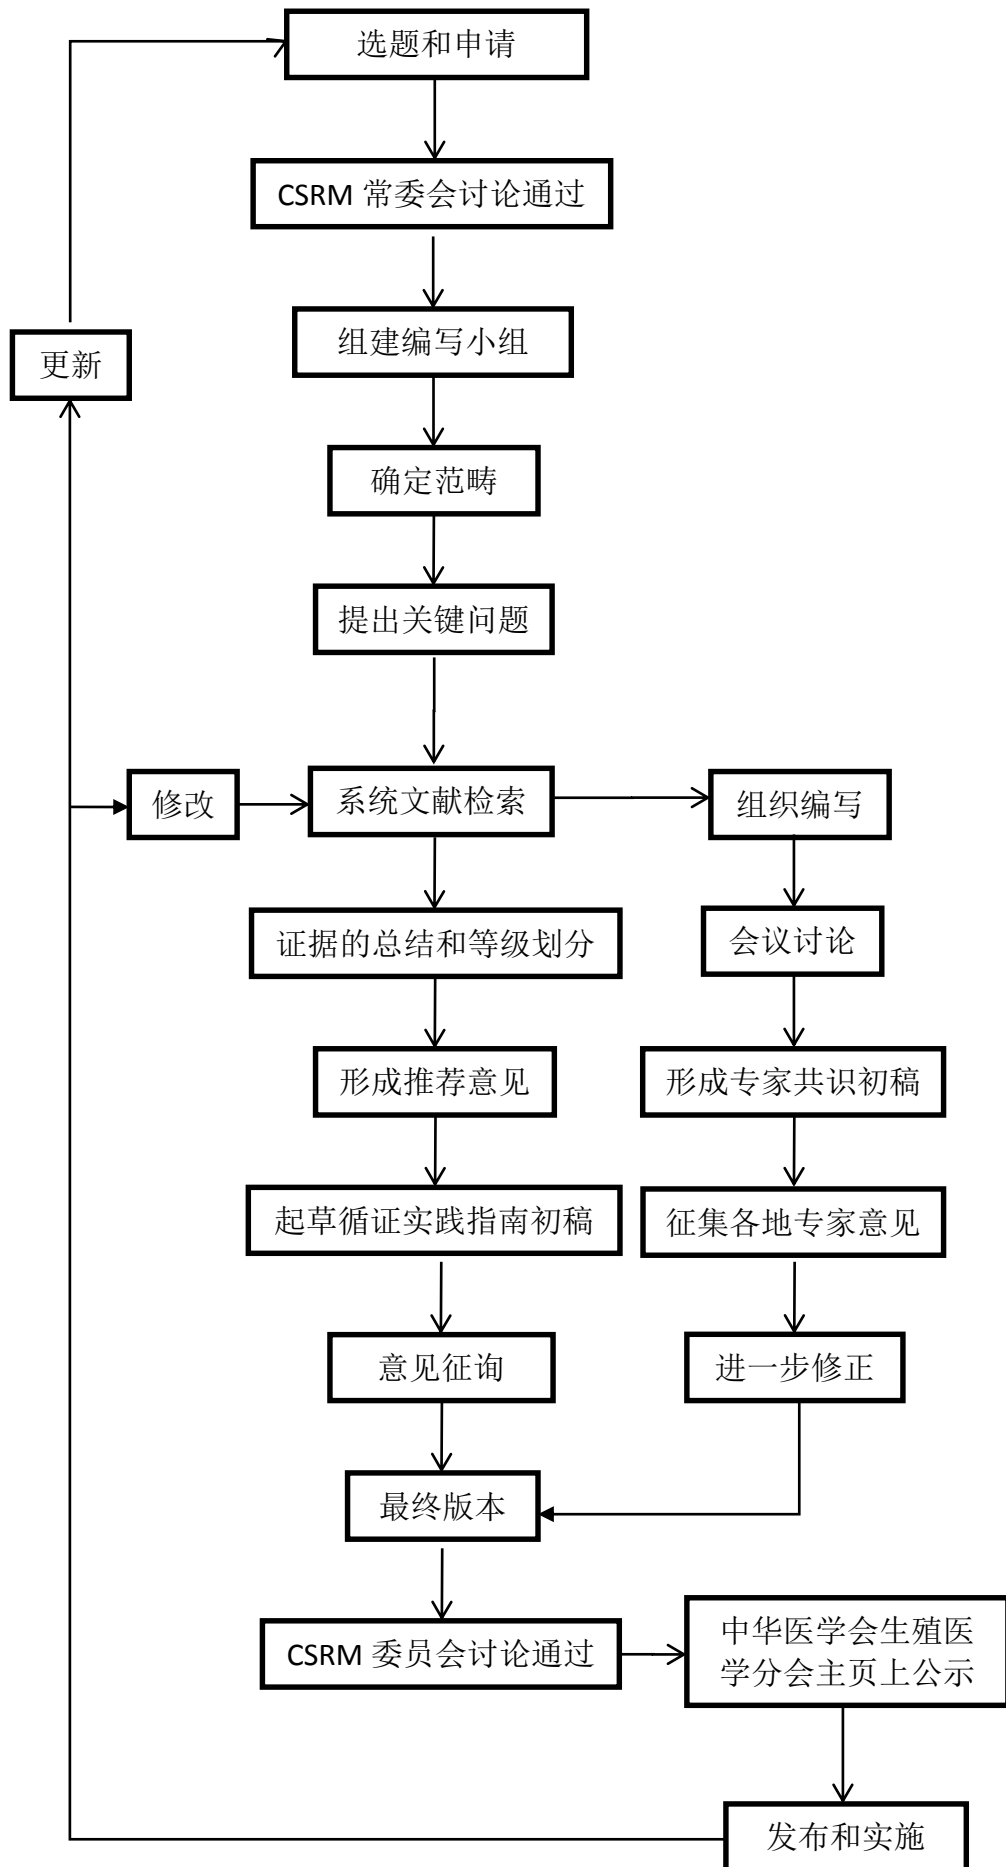 选题和申请
CSRM 常委会讨论通过
组建编写小组
更新
确定范畴
提出关键问题
修改
系统文献检索
组织编写
证据的总结和等级划分
会议讨论
形成推荐意见
形成专家共识初稿
起草循证实践指南初稿
征集各地专家意见
意见征询
进一步修正
最终版本
CSRM 委员会讨论通过
中华医学会生殖医
学分会主页上公示
发布和实施